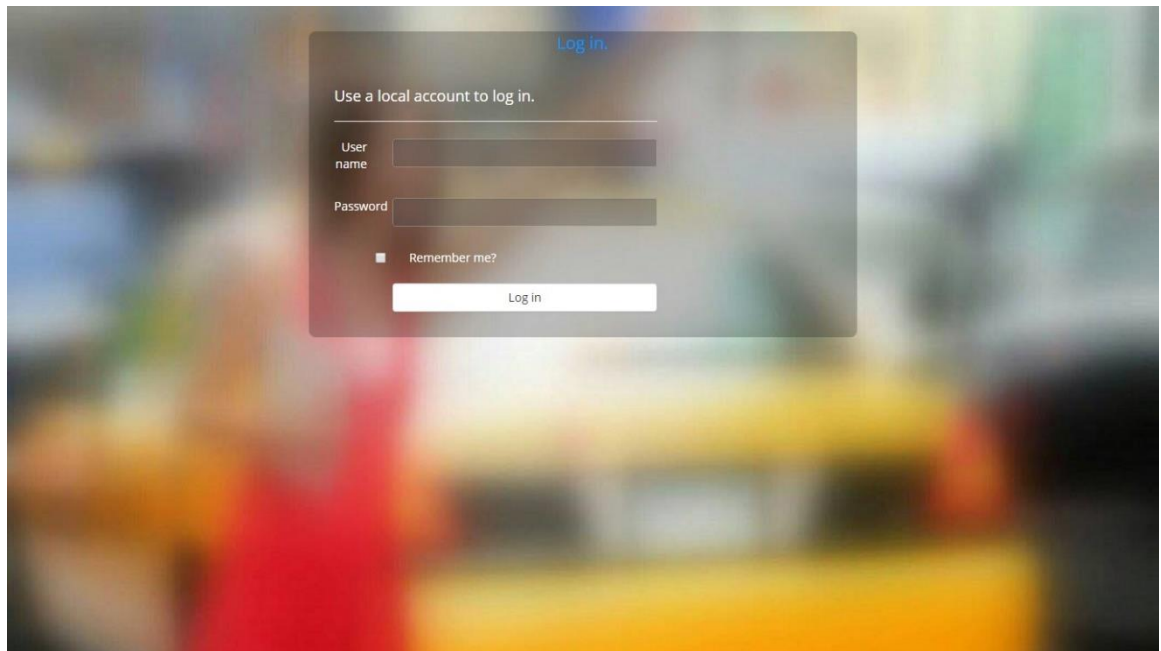 Log in.
Use a local account to log in.
User
name
Password
Remember me?
Log in